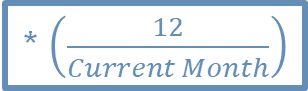 * (12 / Current Month)